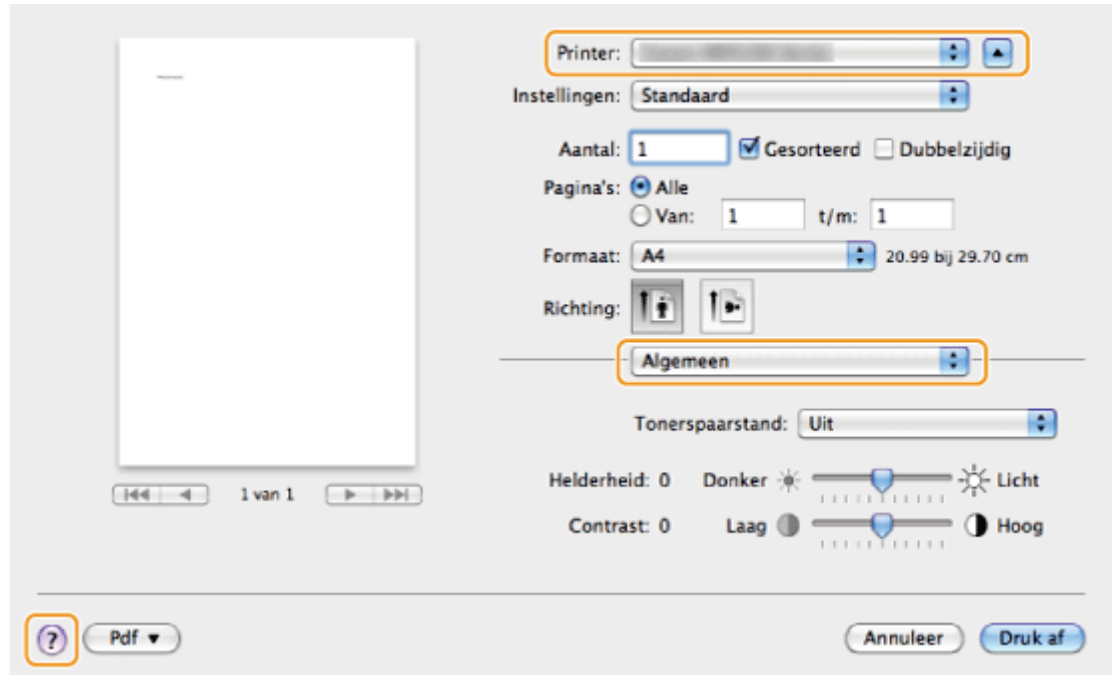 Printer:
Instellingen: Standaard
Aantal: 1 Gesorteerd Dubbelzijdig
Pagina's: Alle
Van: 1 t/m: 1
Formaat: A4 20.99 bij 29.70 cm
Richting:
Algemeen
Tonerspaarstand: Uit
Helderheid: 0 Donker Licht
Contrast: 0 Laag Hoog
1 van 1
? Pdf Annuleer Druk af